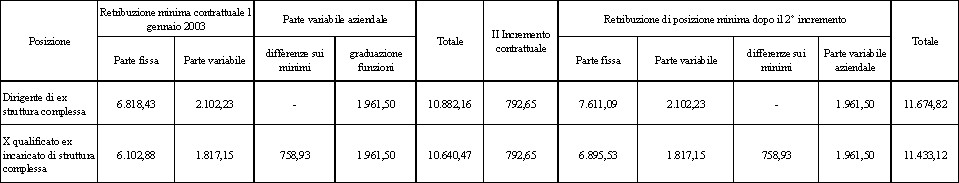 Posizione
Retribuzione minima contrattuale 1
gennaio 2003
Parte variabile aziendale
Totale
II Incremento
contrattuale
Retribuzione di posizione minima dopo il 2° incremento
Totale
Parte fissa
Parte variabile
differenze sui
minimi
graduazione
funzioni
Parte fissa
Parte variabile
differenze sui
minimi
Parte variabile
aziendale
Dirigente di ex
struttura complessa
6.818,43
2.102,23
-
1.961,50
10.882,16
792,65
7.611,09
2.102,23
-
1.961,50
11.674,82
X qualificato ex
incaricato di struttura
complessa
6.102,88
1.817,15
758,93
1.961,50
10.640,47
792,65
6.895,53
1.817,15
758,93
1.961,50
11.433,12